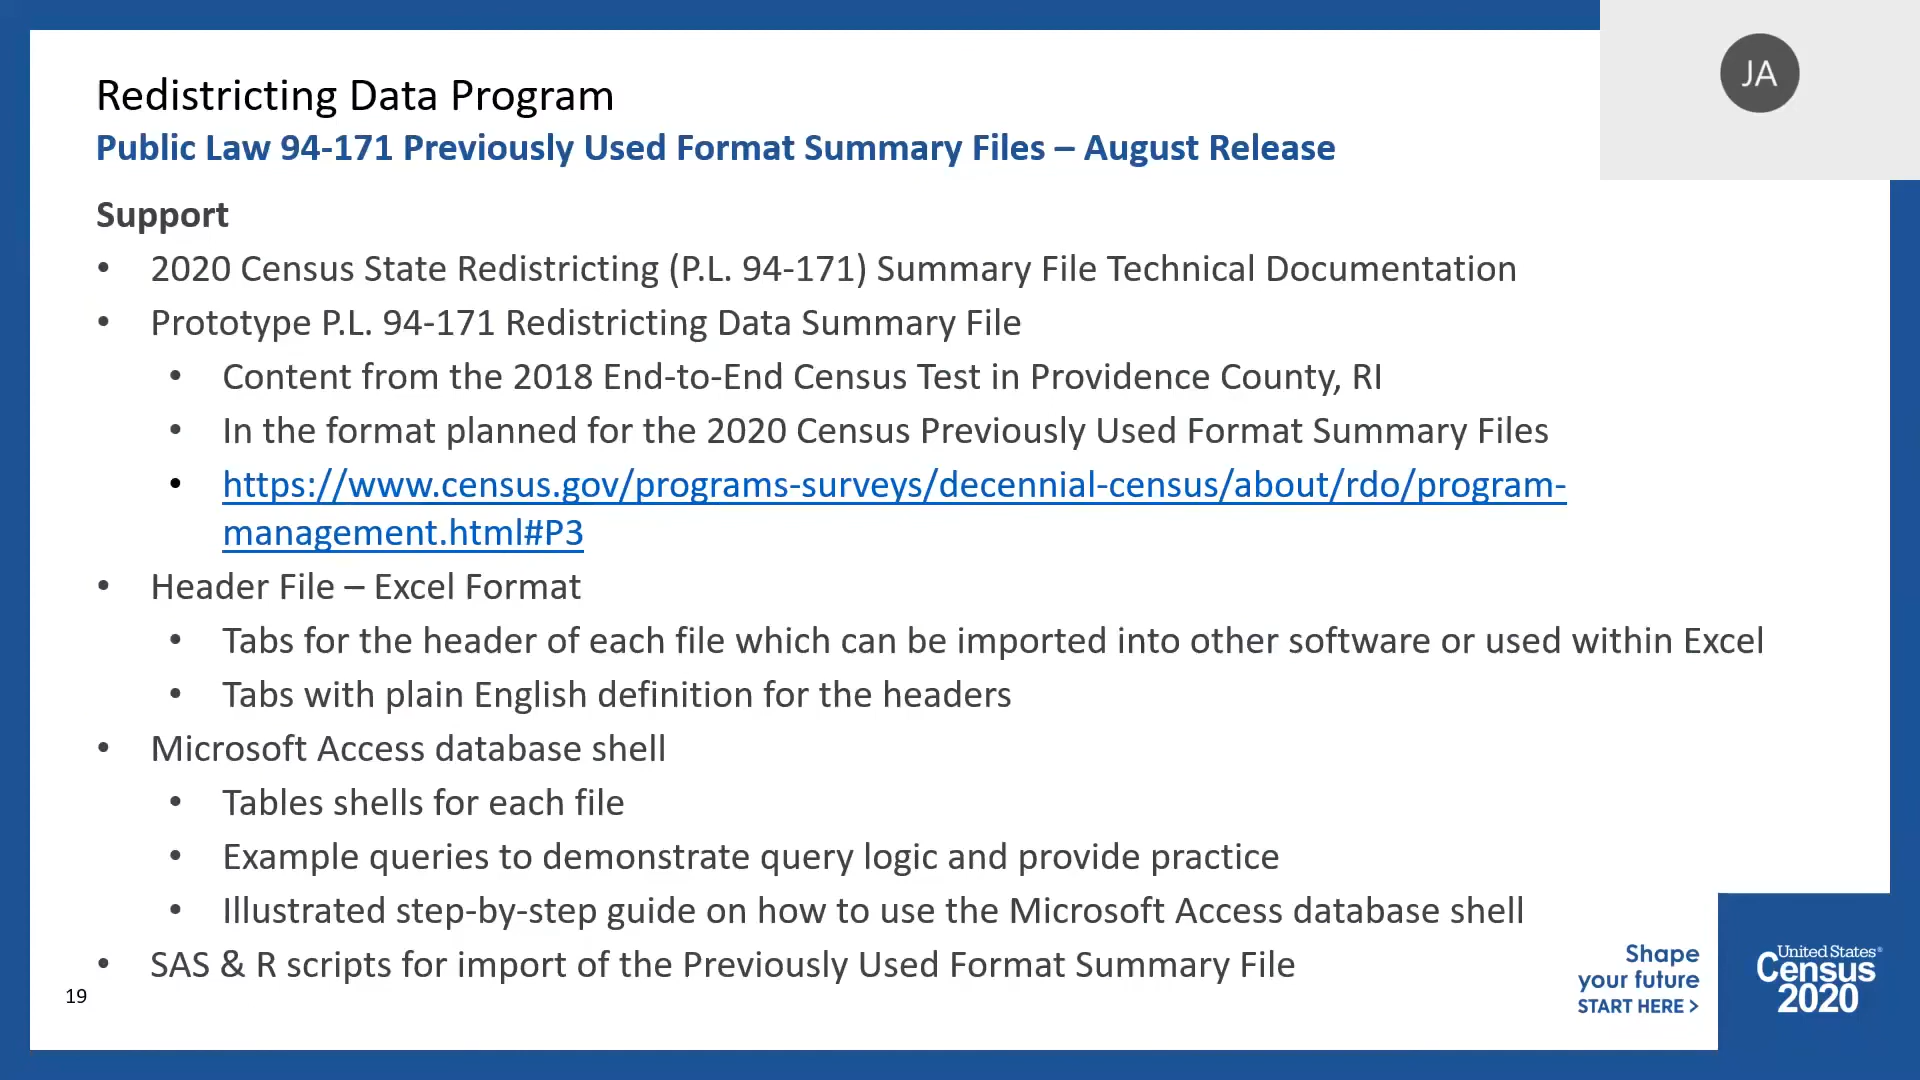 JA
Redistricting Data Program
Public Law 94-171 Previously Used Format Summary Files – August Release
Support
• 2020 Census State Redistricting (P.L. 94-171) Summary File Technical Documentation
• Prototype P.L. 94-171 Redistricting Data Summary File
• Content from the 2018 End-to-End Census Test in Providence County, RI
• In the format planned for the 2020 Census Previously Used Format Summary Files
• https://www.census.gov/programs-surveys/decennial-census/about/rdo/program-
management.html#P3
• Header File – Excel Format
• Tabs for the header of each file which can be imported into other software or used within Excel
• Tabs with plain English definition for the headers
• Microsoft Access database shell
• Tables shells for each file
• Example queries to demonstrate query logic and provide practice
• Illustrated step-by-step guide on how to use the Microsoft Access database shell
• SAS & R scripts for import of the Previously Used Format Summary File
19
Shape
your future
START HERE >
United States®
Census
2020